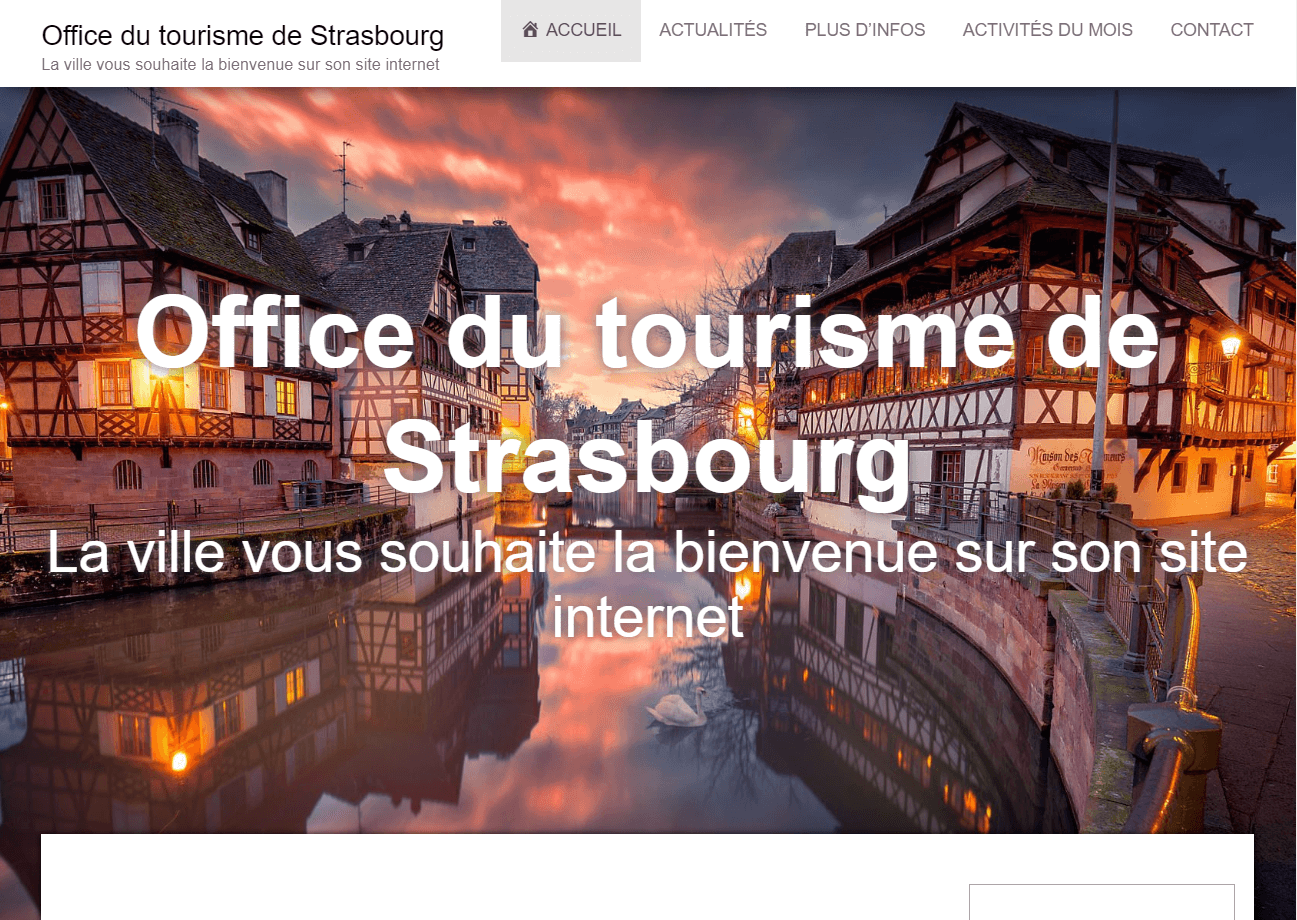 Office du tourisme de Strasbourg
La ville vous souhaite la bienvenue sur son site internet
ACCUEIL ACTUALITÉS PLUS D’INFOS ACTIVITÉS DU MOIS CONTACT
Office du tourisme de
Strasbourg
La ville vous souhaite la bienvenue sur son site
internet
Maison des